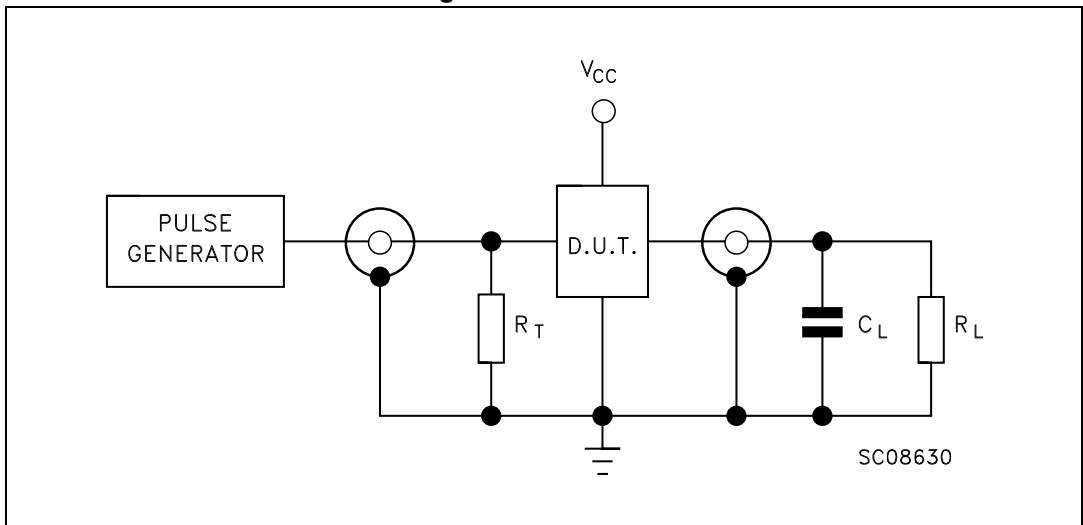 V_CC
PULSE
GENERATOR
D.U.T.
R_T
C_L
R_L
SC08630